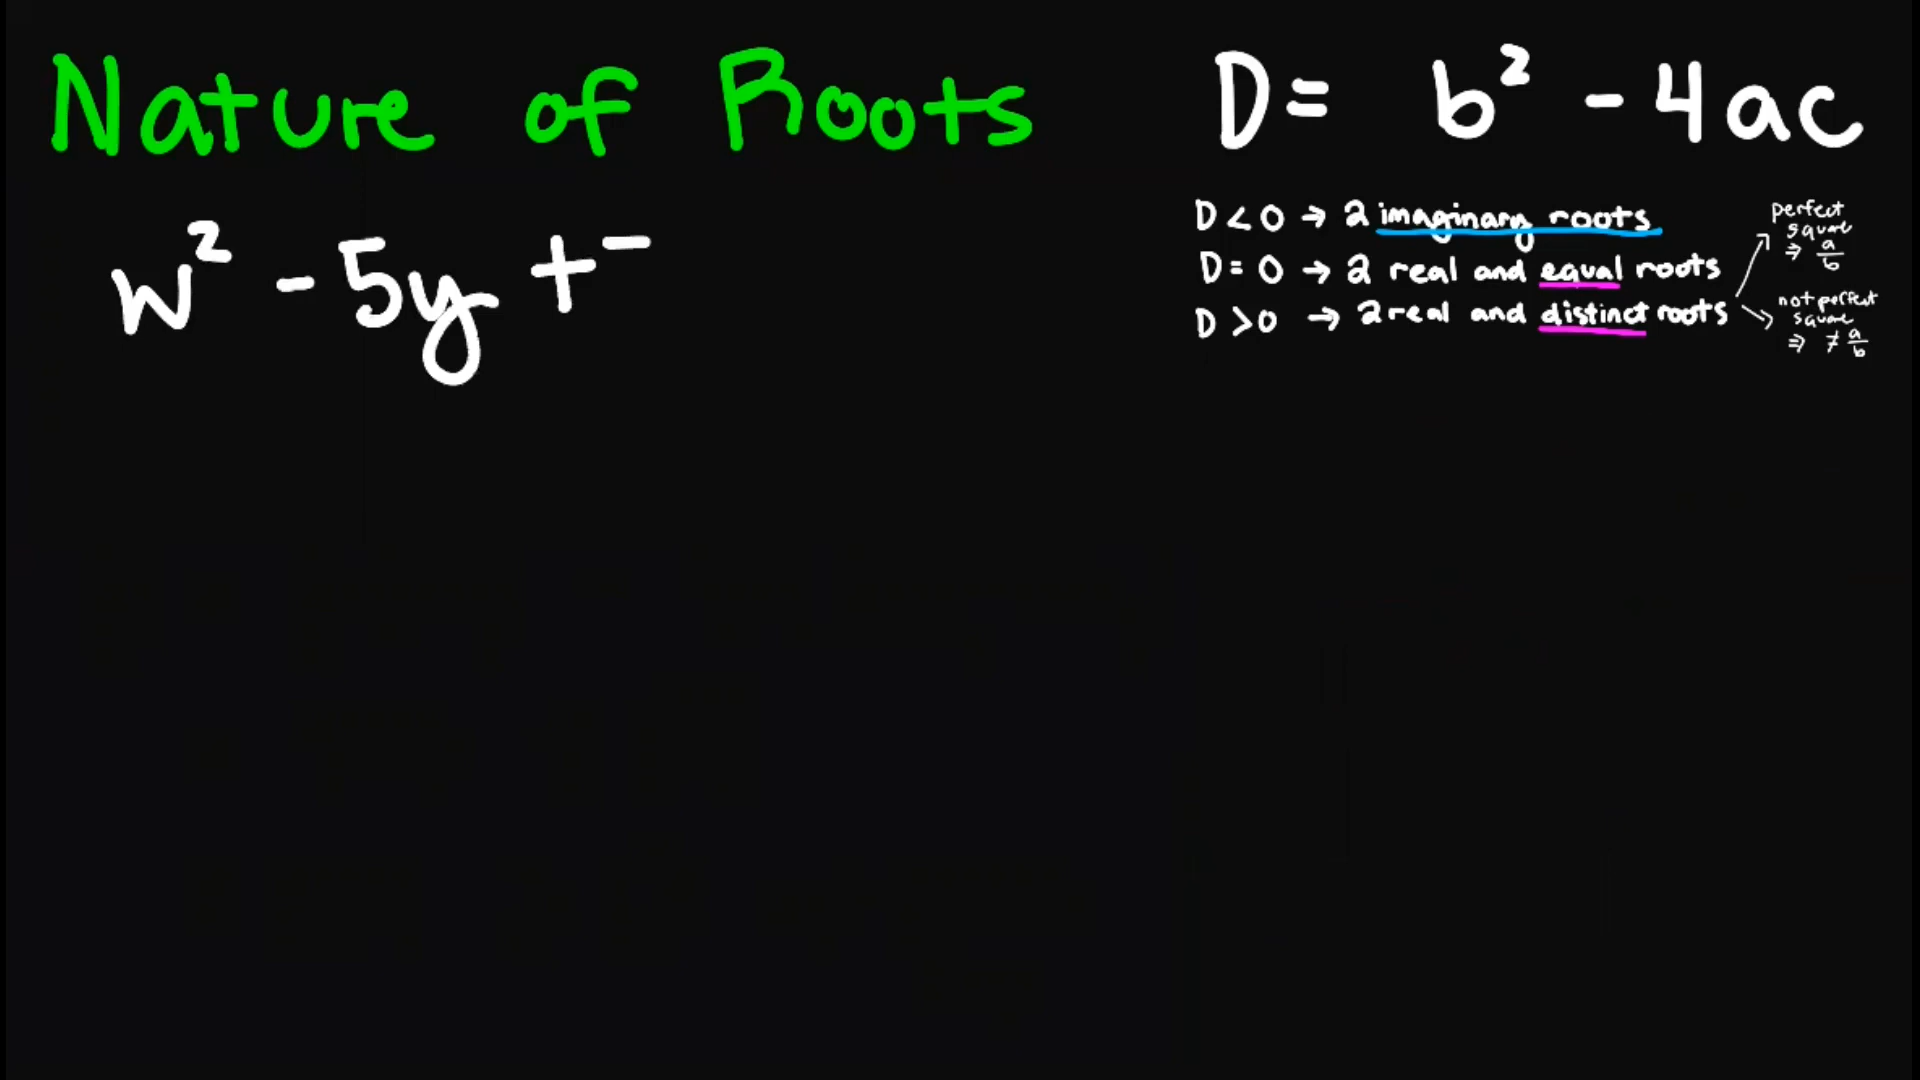 Nature of Roots
D = b² - 4ac
w² - 5y + -
D < 0 → 2 imaginary roots
D = 0 → 2 real and equal roots
D > 0 → 2 real and distinct roots
perfect
square
⇒ a/b
not perfect
square
⇒ ≠ a/b